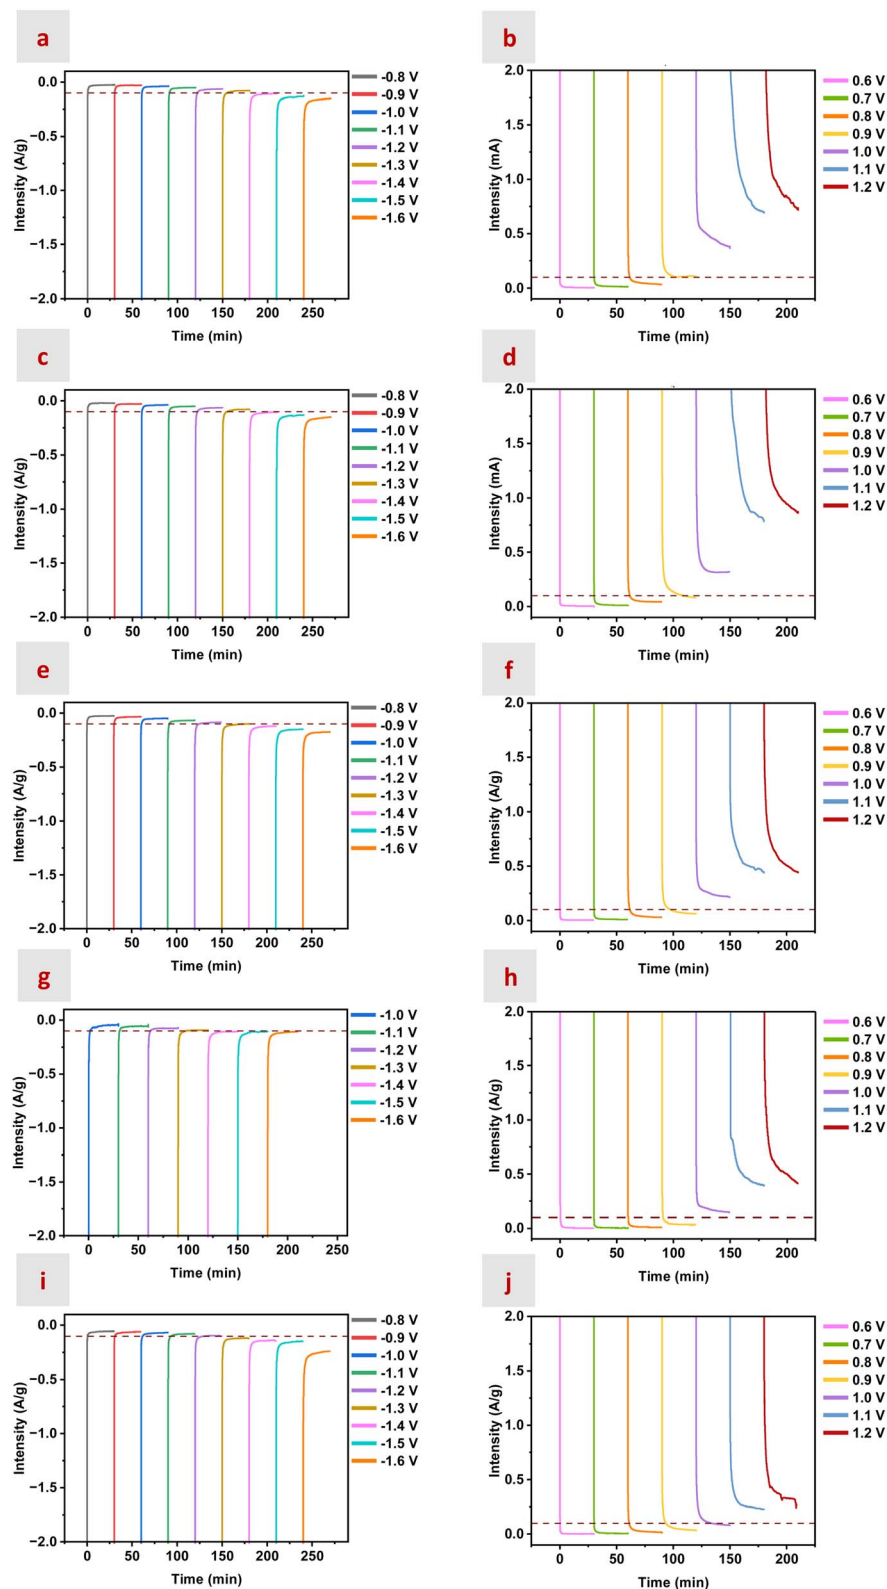 a
0.0
−0.5
−1.0
−1.5
−2.0
Intensity (A/g)
0 50 100 150 200 250
Time (min)
-0.8 V
-0.9 V
-1.0 V
-1.1 V
-1.2 V
-1.3 V
-1.4 V
-1.5 V
-1.6 V
b
2.0
1.5
1.0
0.5
0.0
Intensity (mA)
0 50 100 150 200
Time (min)
0.6 V
0.7 V
0.8 V
0.9 V
1.0 V
1.1 V
1.2 V
c
0.0
−0.5
−1.0
−1.5
−2.0
Intensity (A/g)
0 50 100 150 200 250
Time (min)
-0.8 V
-0.9 V
-1.0 V
-1.1 V
-1.2 V
-1.3 V
-1.4 V
-1.5 V
-1.6 V
d
2.0
1.5
1.0
0.5
0.0
Intensity (mA)
0 50 100 150 200
Time (min)
0.6 V
0.7 V
0.8 V
0.9 V
1.0 V
1.1 V
1.2 V
e
0.0
−0.5
−1.0
−1.5
−2.0
Intensity (A/g)
0 50 100 150 200 250
Time (min)
-0.8 V
-0.9 V
-1.0 V
-1.1 V
-1.2 V
-1.3 V
-1.4 V
-1.5 V
-1.6 V
f
2.0
1.5
1.0
0.5
0.0
Intensity (A/g)
0 50 100 150 200
Time (min)
0.6 V
0.7 V
0.8 V
0.9 V
1.0 V
1.1 V
1.2 V
g
0.0
−0.5
−1.0
−1.5
−2.0
Intensity (A/g)
0 50 100 150 200 250
Time (min)
-1.0 V
-1.1 V
-1.2 V
-1.3 V
-1.4 V
-1.5 V
-1.6 V
h
2.0
1.5
1.0
0.5
0.0
Intensity (A/g)
0 50 100 150 200
Time (min)
0.6 V
0.7 V
0.8 V
0.9 V
1.0 V
1.1 V
1.2 V
i
0.0
−0.5
−1.0
−1.5
−2.0
Intensity (A/g)
0 50 100 150 200 250
Time (min)
-0.8 V
-0.9 V
-1.0 V
-1.1 V
-1.2 V
-1.3 V
-1.4 V
-1.5 V
-1.6 V
j
2.0
1.5
1.0
0.5
0.0
Intensity (A/g)
0 50 100 150 200
Time (min)
0.6 V
0.7 V
0.8 V
0.9 V
1.0 V
1.1 V
1.2 V